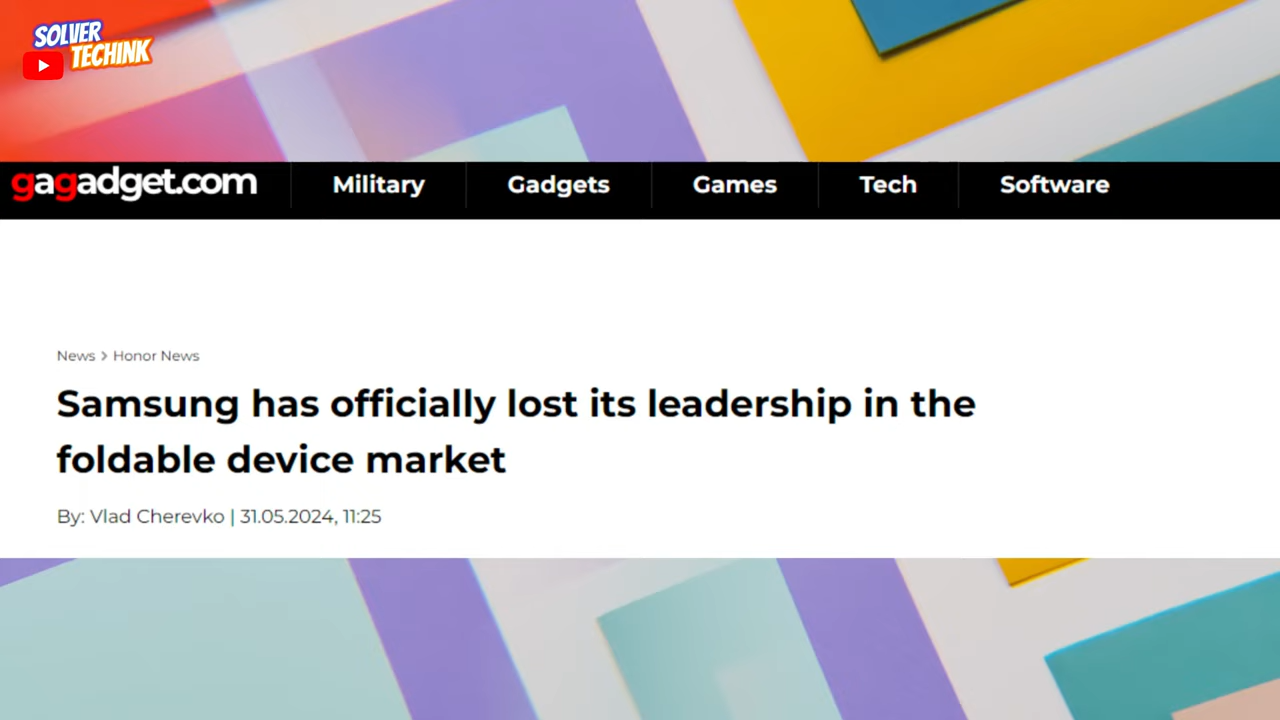 SOLVER
TECHINK
gagadget.com Military Gadgets Games Tech Software
News > Honor News
Samsung has officially lost its leadership in the
foldable device market
By: Vlad Cherevko | 31.05.2024, 11:25